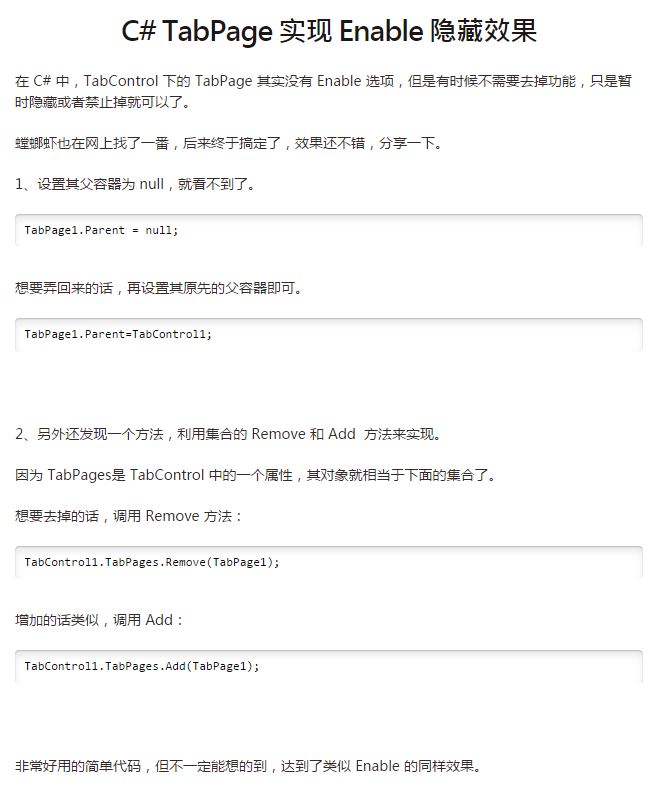 C# TabPage 实现 Enable 隐藏效果
在 C# 中，TabControl 下的 TabPage 其实没有 Enable 选项，但是有时候不需要去掉功能，只是暂
时隐藏或者禁止掉就可以了。
螳螂虾也在网上找了一番，后来终于搞定了，效果还不错，分享一下。
1、设置其父容器为 null，就看不到了。
TabPage1.Parent = null;
想要弄回来的话，再设置其原先的父容器即可。
TabPage1.Parent=TabControl1;
2、另外还发现一个方法，利用集合的 Remove 和 Add  方法来实现。
因为 TabPages是 TabControl 中的一个属性，其对象就相当于下面的集合了。
想要去掉的话，调用 Remove 方法：
TabControl1.TabPages.Remove(TabPage1);
增加的话类似，调用 Add：
TabControl1.TabPages.Add(TabPage1);
非常好用的简单代码，但不一定能想的到，达到了类似 Enable 的同样效果。